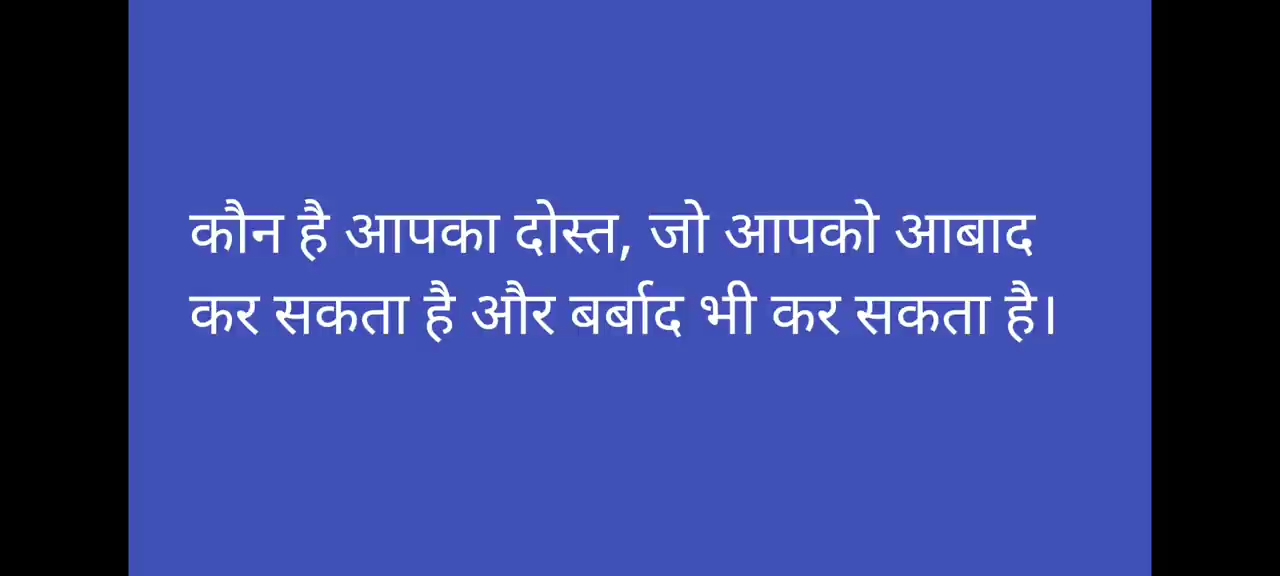 कौन है आपका दोस्त, जो आपको आबाद
कर सकता है और बर्बाद भी कर सकता है।